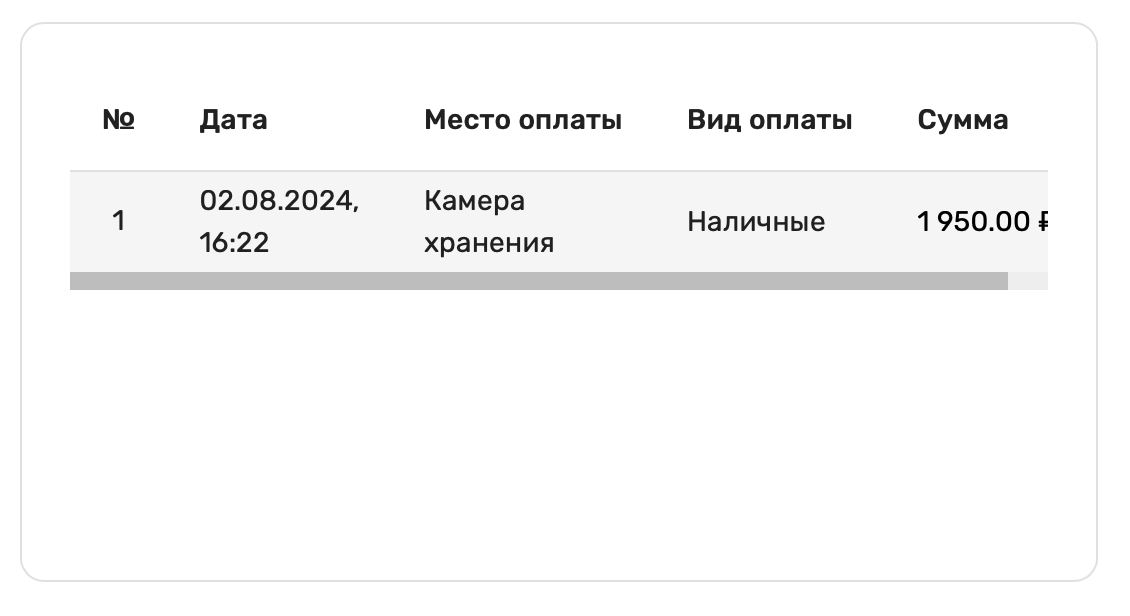 № Дата Место оплаты Вид оплаты Сумма
1 02.08.2024, 16:22 Камера хранения Наличные 1 950.00 ₽